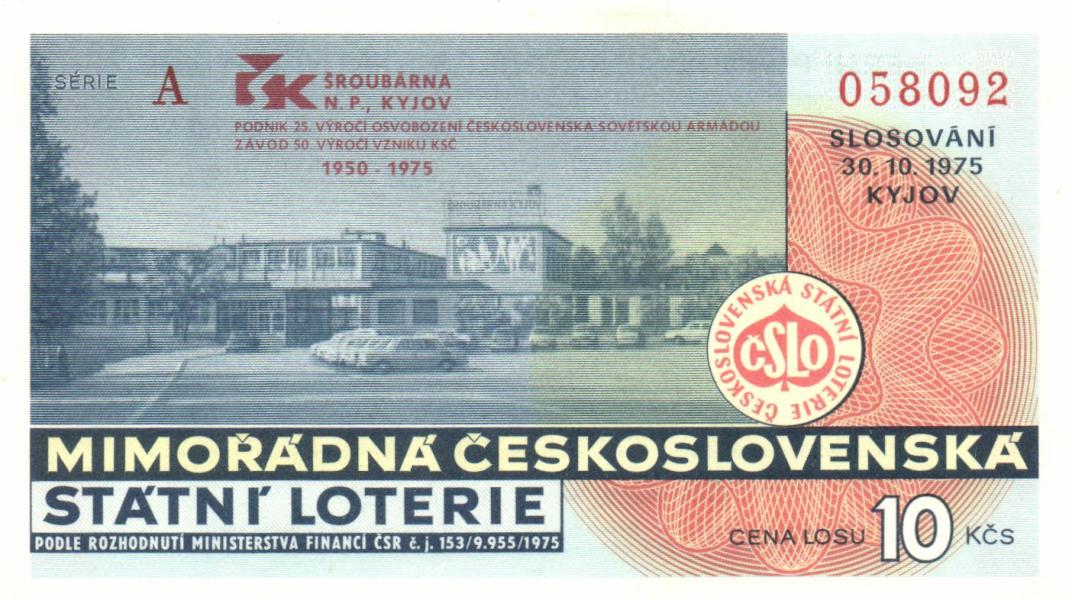 SÉRIE A
ŠK ŠROUBÁRNA
N. P., KYJOV
PODNIK 25. VÝROČÍ OSVOBOZENÍ ČESKOSLOVENSKA SOVĚTSKOU ARMÁDOU
ZÁVOD 50. VÝROČÍ VZNIKU KSČ
1950 - 1975
058092
SLOSOVÁNÍ
30. 10. 1975
KYJOV
ČESKOSLOVENSKÁ STÁTNÍ LOTERIE
ČSLO
MIMOŘÁDNÁ ČESKOSLOVENSKÁ
STÁTNÍ LOTERIE
PODLE ROZHODNUTÍ MINISTERSTVA FINANCÍ ČSR č. j. 153/9.955/1975
CENA LOSU 10 KČS